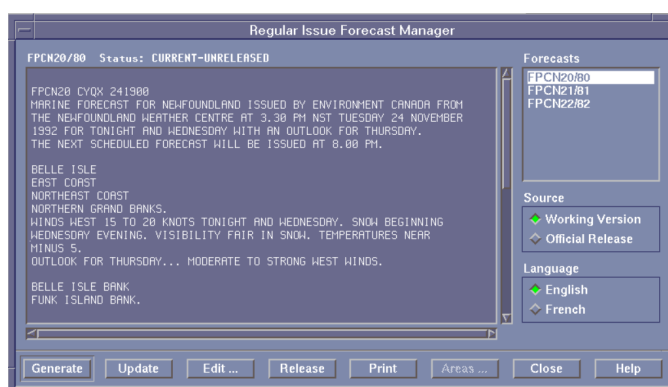 Regular Issue Forecast Manager
FPCN20/80 Status: CURRENT-UNRELEASED
FPCN20 CYQX 241900
MARINE FORECAST FOR NEWFOUNDLAND ISSUED BY ENVIRONMENT CANADA FROM
THE NEWFOUNDLAND WEATHER CENTRE AT 3.30 PM NST TUESDAY 24 NOVEMBER
1992 FOR TONIGHT AND WEDNESDAY WITH AN OUTLOOK FOR THURSDAY.
THE NEXT SCHEDULED FORECAST WILL BE ISSUED AT 8.00 PM.
BELLE ISLE
EAST COAST
NORTHEAST COAST
NORTHERN GRAND BANKS.
WINDS WEST 15 TO 20 KNOTS TONIGHT AND WEDNESDAY. SNOW BEGINNING
WEDNESDAY EVENING. VISIBILITY FAIR IN SNOW. TEMPERATURES NEAR
MINUS 5.
OUTLOOK FOR THURSDAY... MODERATE TO STRONG WEST WINDS.
BELLE ISLE BANK
FUNK ISLAND BANK.
Forecasts
FPCN20/80
FPCN21/81
FPCN22/82
Source
Working Version
Official Release
Language
English
French
Generate Update Edit ... Release Print Areas ... Close Help